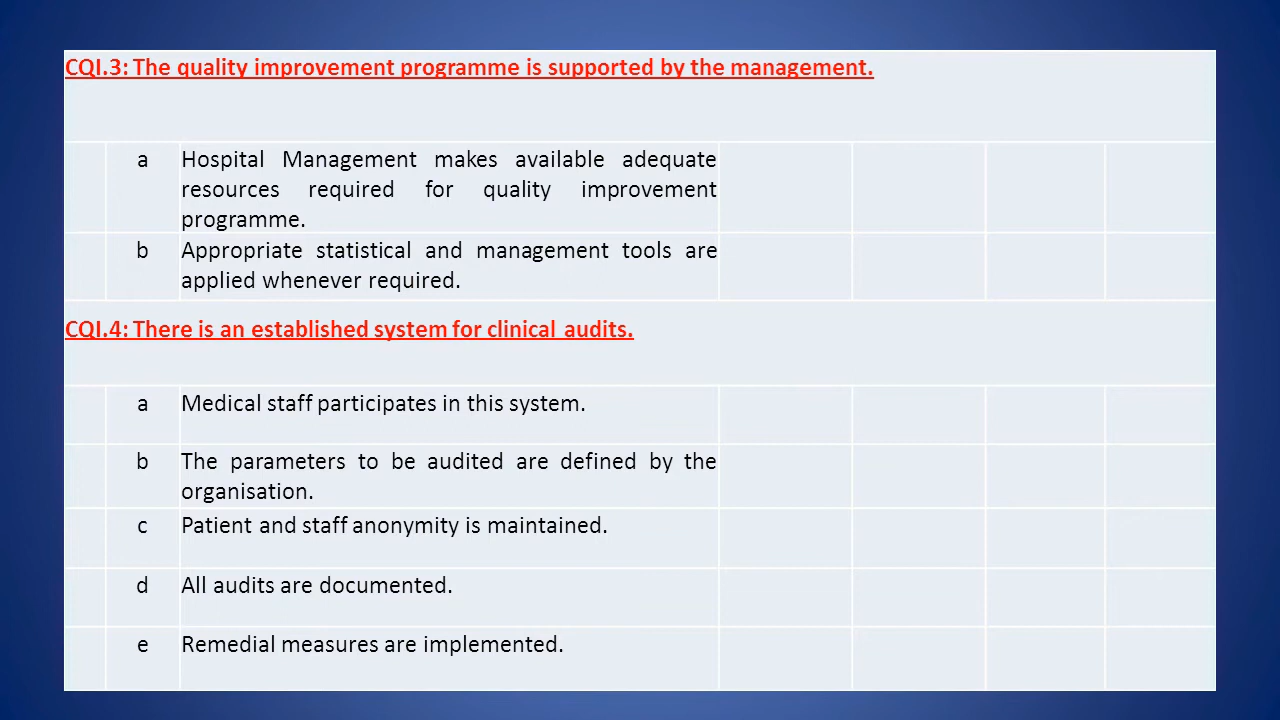 CQI.3: The quality improvement programme is supported by the management.
a Hospital Management makes available adequate
resources required for quality improvement
programme.
b Appropriate statistical and management tools are
applied whenever required.
CQI.4: There is an established system for clinical audits.
a Medical staff participates in this system.
b The parameters to be audited are defined by the
organisation.
c Patient and staff anonymity is maintained.
d All audits are documented.
e Remedial measures are implemented.